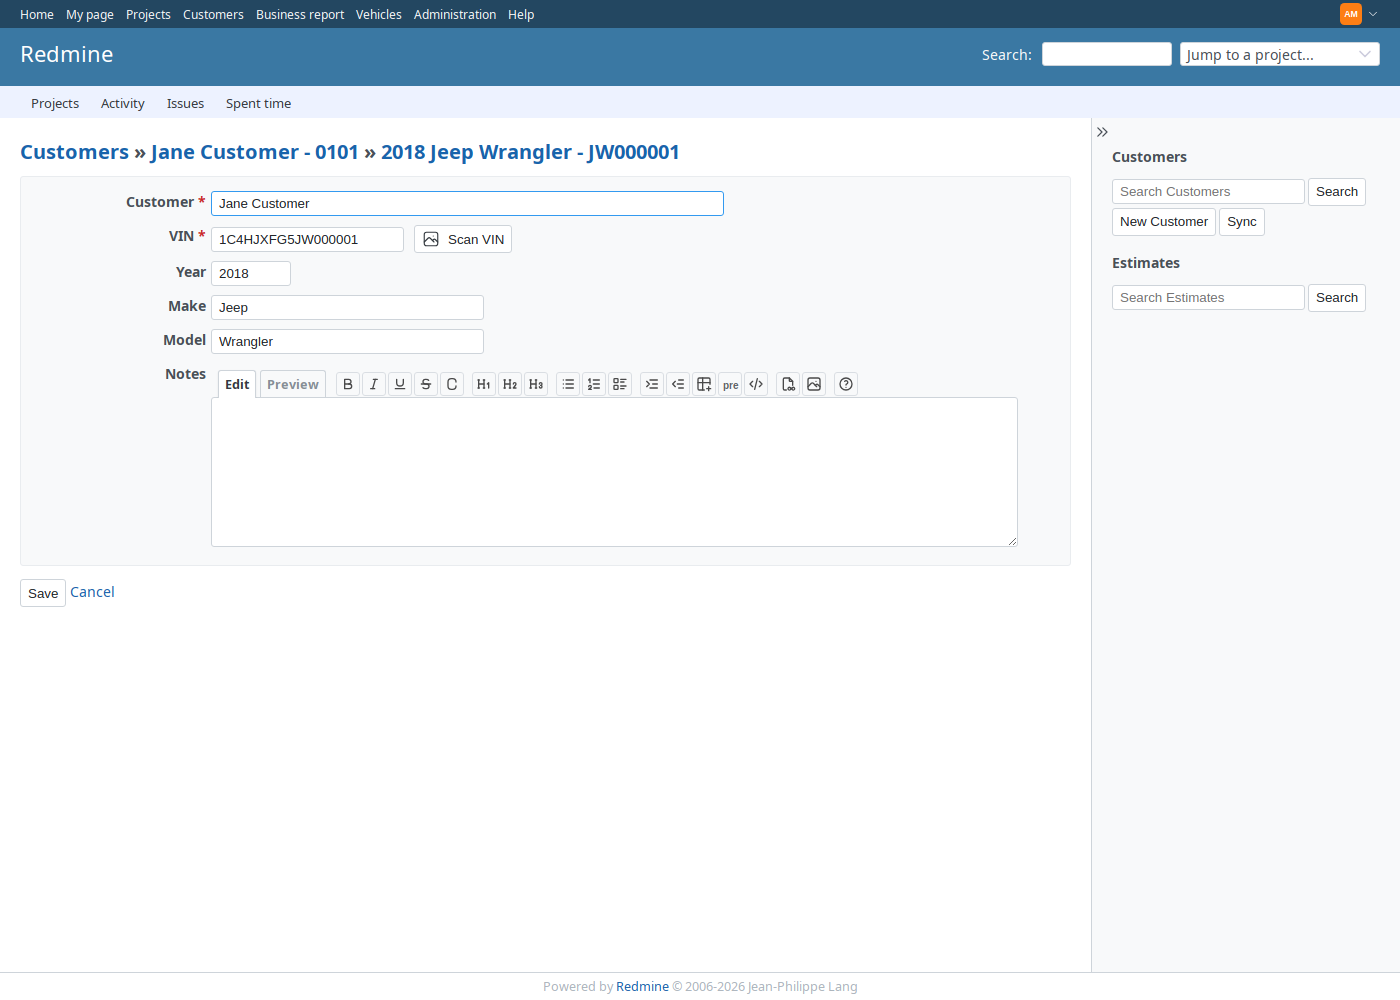 Home My page Projects Customers Business report Vehicles Administration Help AM
Redmine Search: Jump to a project...
Projects Activity Issues Spent time
Customers » Jane Customer - 0101 » 2018 Jeep Wrangler - JW000001
Customer * Jane Customer
VIN * 1C4HJXFG5JW000001 Scan VIN
Year 2018
Make Jeep
Model Wrangler
Notes Edit Preview B I U S C H1 H2 H3 pre
Save Cancel
Customers
Search Customers Search
New Customer Sync
Estimates
Search Estimates Search
Powered by Redmine © 2006-2026 Jean-Philippe Lang